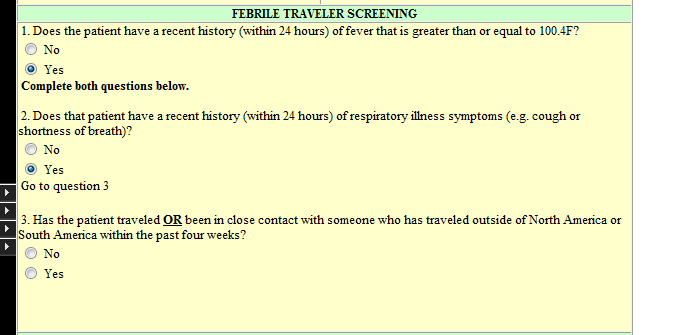 FEBRILE TRAVELER SCREENING
1. Does the patient have a recent history (within 24 hours) of fever that is greater than or equal to 100.4F?
No
Yes
Complete both questions below.
2. Does that patient have a recent history (within 24 hours) of respiratory illness symptoms (e.g. cough or
shortness of breath)?
No
Yes
Go to question 3
3. Has the patient traveled OR been in close contact with someone who has traveled outside of North America or
South America within the past four weeks?
No
Yes